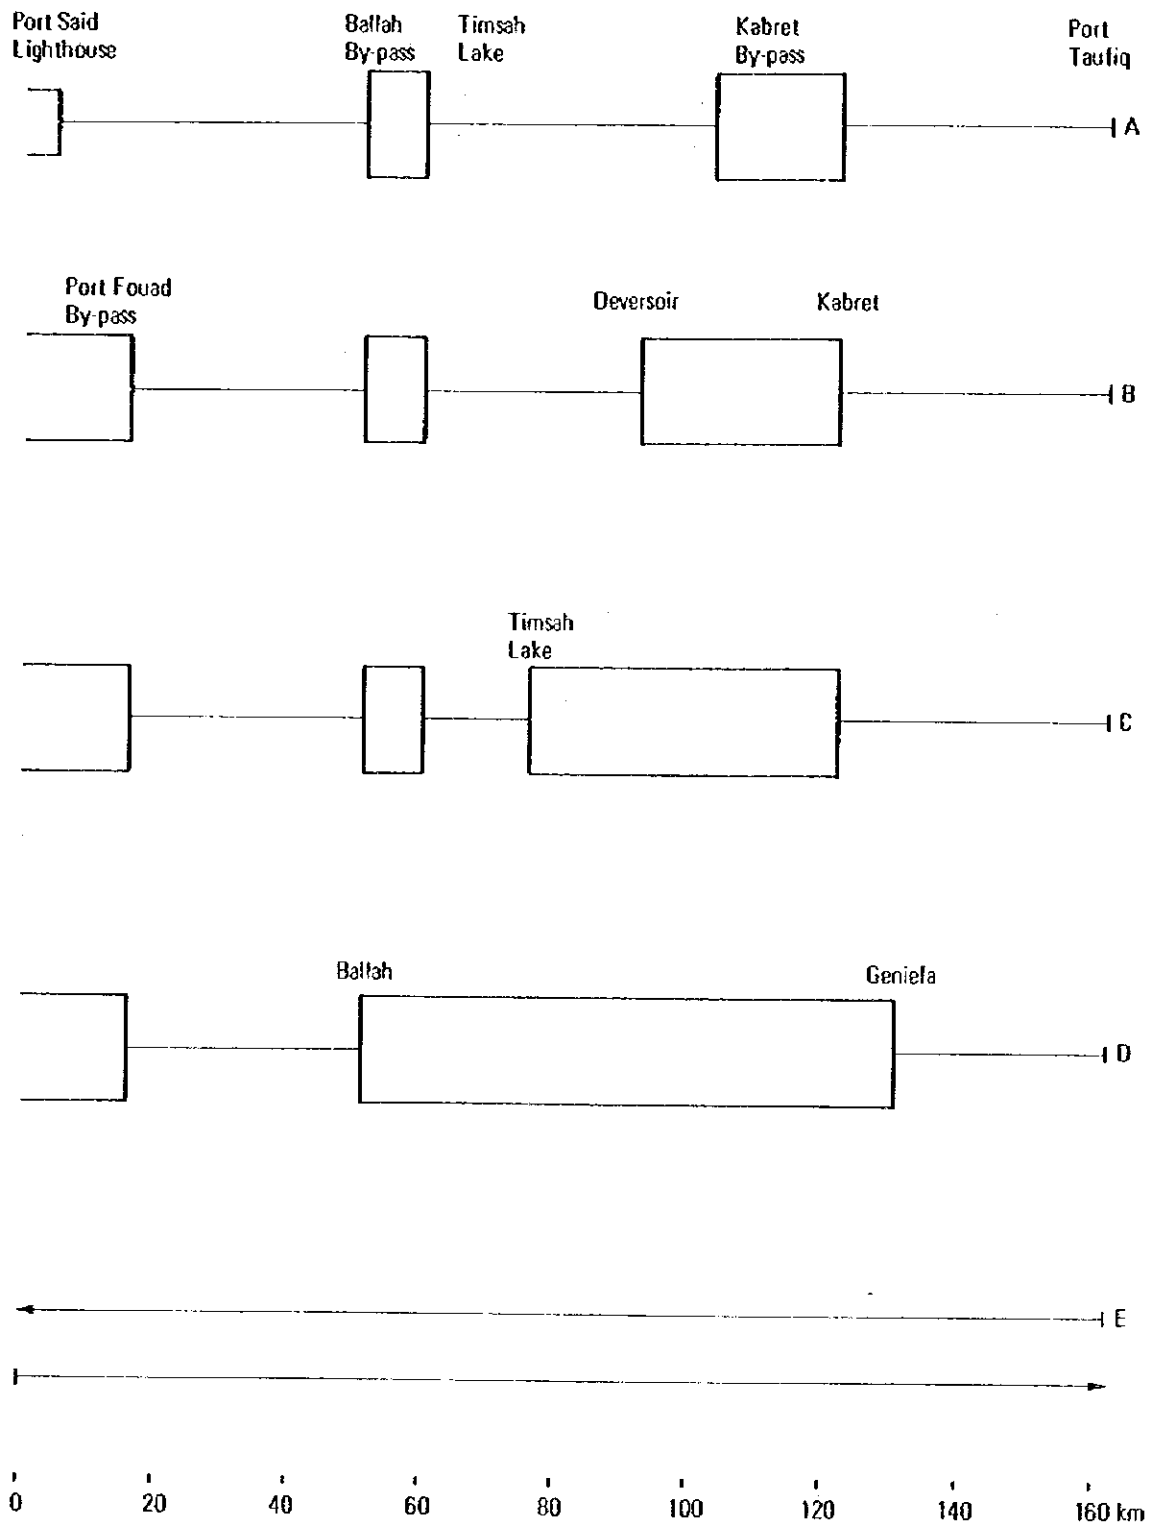 Port Said
Lighthouse
Ballah
By-pass
Timsah
Lake
Kabret
By-pass
Port
Taufiq
A
Port Fouad
By-pass
Deversoir
Kabret
B
Timsah
Lake
C
Ballah
Geniefa
D
E
0 20 40 60 80 100 120 140 160 km